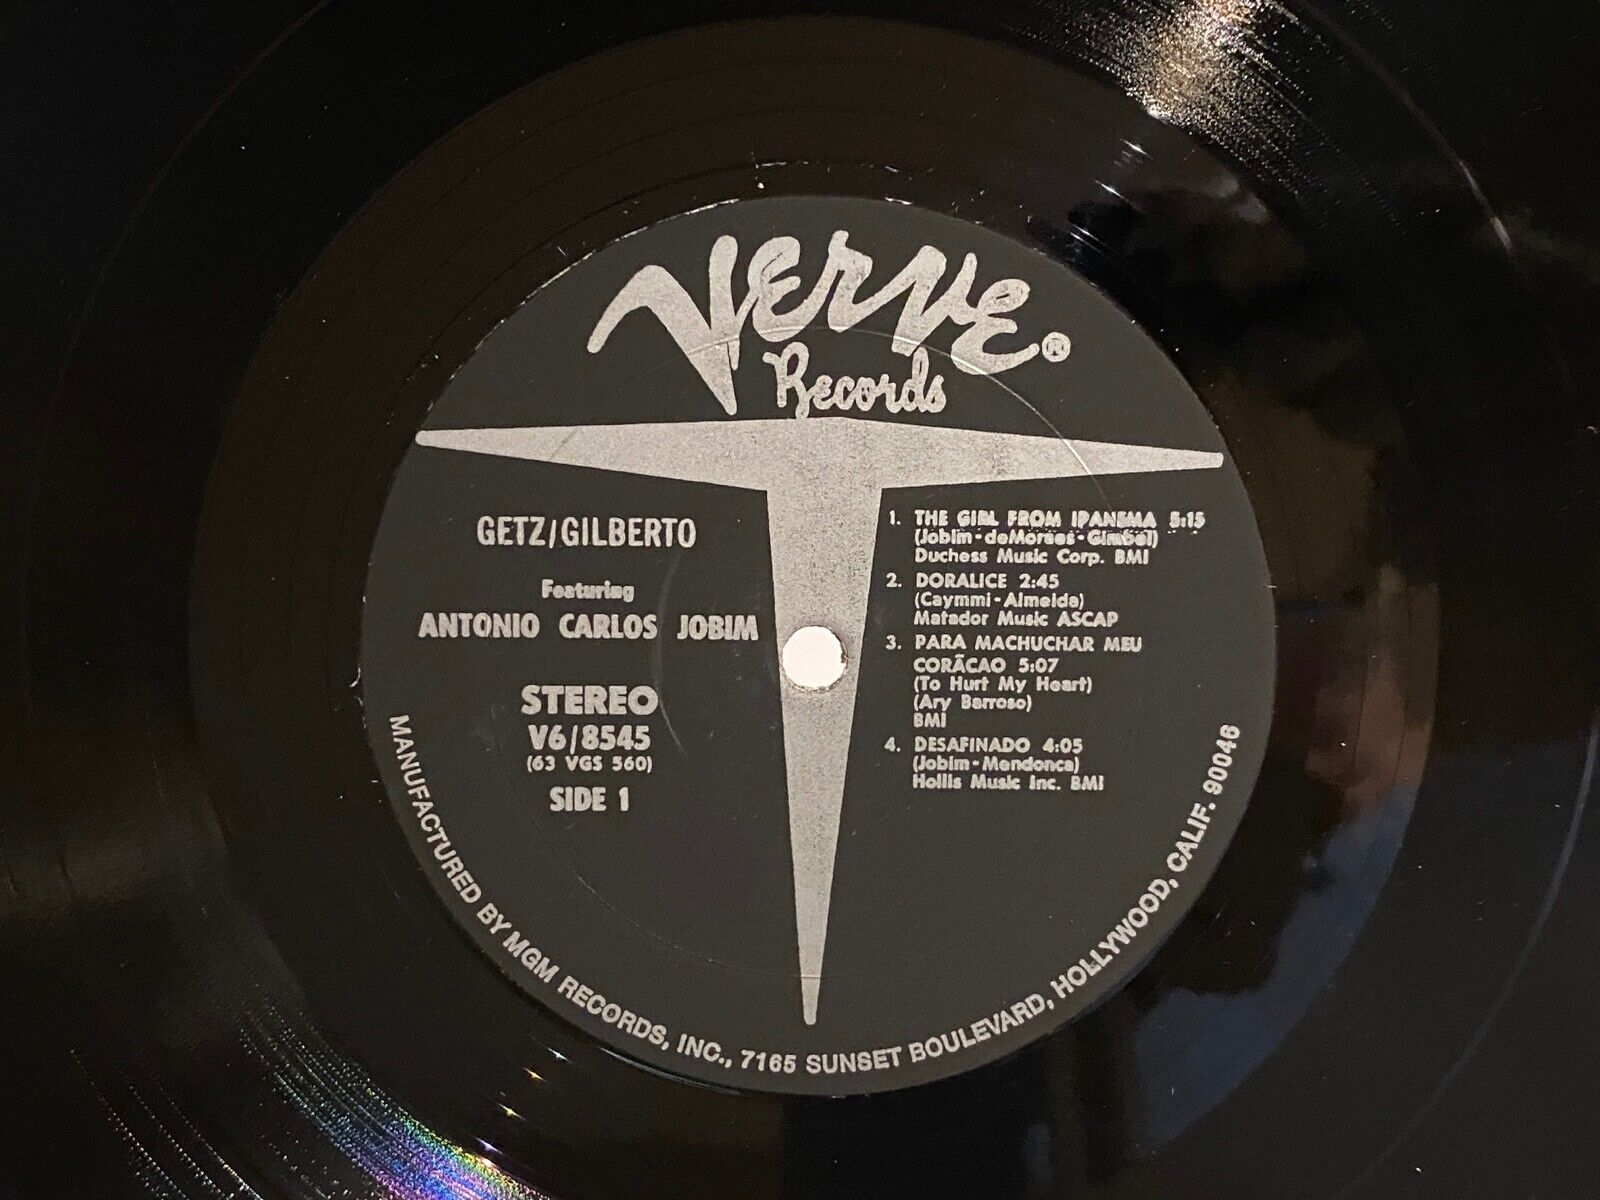 Verve®
Records
GETZ/GILBERTO
Featuring
ANTONIO CARLOS JOBIM
STEREO
V6/8545
(63 VGS 560)
SIDE 1
1. THE GIRL FROM IPANEMA 5:15
(Jobim-deMoraes-Gimbel)
Duchess Music Corp. BMI
2. DORALICE 2:45
(Caymmi-Almeida)
Matador Music ASCAP
3. PARA MACHUCHAR MEU
CORÃCAO 5:07
(To Hurt My Heart)
(Ary Barroso)
BMI
4. DESAFINADO 4:05
(Jobim-Mendonca)
Hollis Music Inc. BMI
MANUFACTURED BY MGM RECORDS, INC., 7165 SUNSET BOULEVARD, HOLLYWOOD, CALIF. 90046